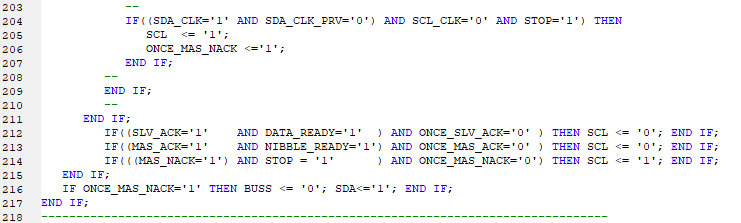 203 --
204 IF((SDA_CLK='1' AND SDA_CLK_PRV='0') AND SCL_CLK='0' AND STOP='1') THEN
205 SCL <= '1';
206 ONCE_MAS_NACK <='1';
207 END IF;
208 --
209 END IF;
210 --
211 END IF;
212 IF((SLV_ACK='1' AND DATA_READY='1' ) AND ONCE_SLV_ACK='0' ) THEN SCL <= '0'; END IF;
213 IF((MAS_ACK='1' AND NIBBLE_READY='1') AND ONCE_MAS_ACK='0' ) THEN SCL <= '0'; END IF;
214 IF(((MAS_NACK='1') AND STOP = '1' ) AND ONCE_MAS_NACK='0') THEN SCL <= '1'; END IF;
215 END IF;
216 IF ONCE_MAS_NACK='1' THEN BUSS <= '0'; SDA<='1'; END IF;
217 END IF;
218 ---------------------------------------------------------------------------------